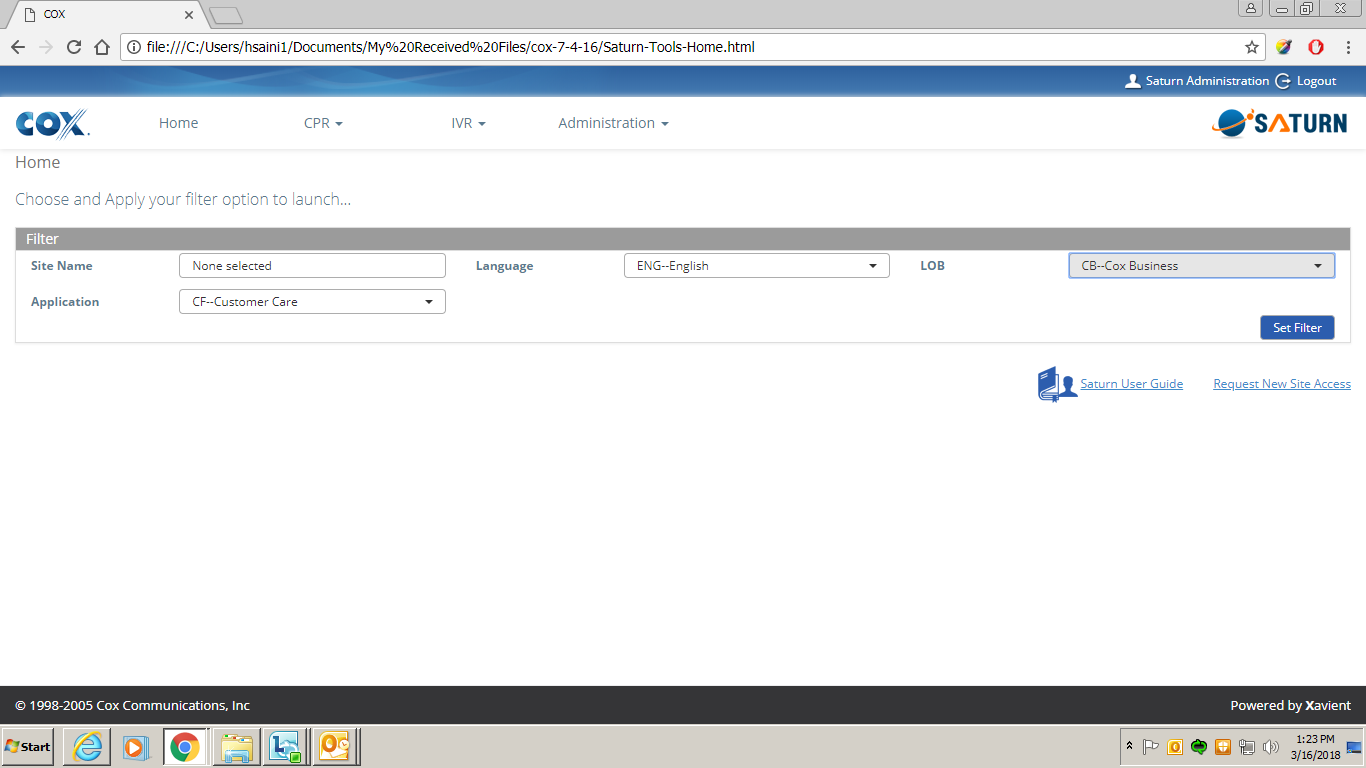 COX
file:///C:/Users/hsaini1/Documents/My%20Received%20Files/cox-7-4-16/Saturn-Tools-Home.html
Saturn Administration Logout
COX. Home CPR IVR Administration SATURN
Home
Choose and Apply your filter option to launch...
Filter
Site Name None selected Language ENG--English LOB CB--Cox Business
Application CF--Customer Care
Set Filter
Saturn User Guide Request New Site Access
© 1998-2005 Cox Communications, Inc Powered by Xavient
Start
1:23 PM
3/16/2018